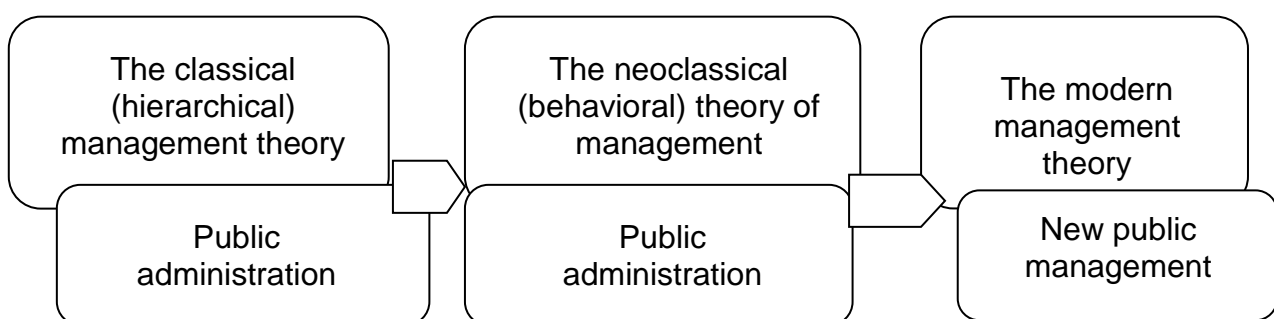 The classical
(hierarchical)
management theory
Public
administration
The neoclassical
(behavioral) theory of
management
Public
administration
The modern
management
theory
New public
management